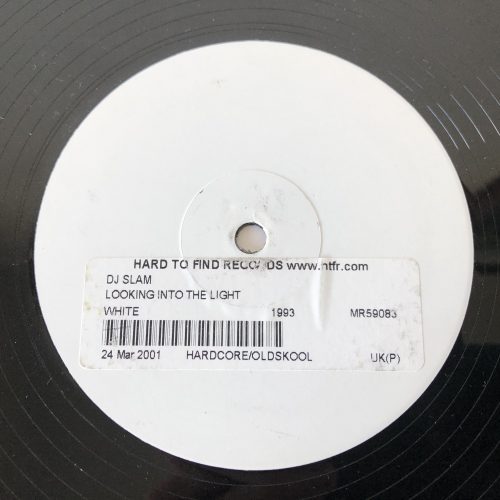 HARD TO FIND RECORDS www.htfr.com
DJ SLAM
LOOKING INTO THE LIGHT
WHITE 1993 MR59083
24 Mar 2001 HARDCORE/OLDSKOOL UK(P)